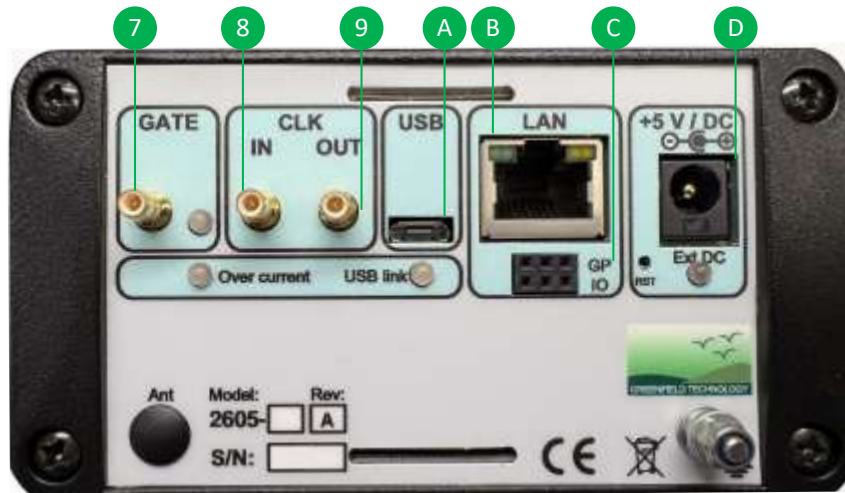 7 8 9 A B C D
GATE CLK USB LAN +5 V / DC
IN OUT
Over current USB link GP Ext DC
IO RST
Ant Model: Rev:
2605- A
S/N: CE
GREENFIELD TECHNOLOGY